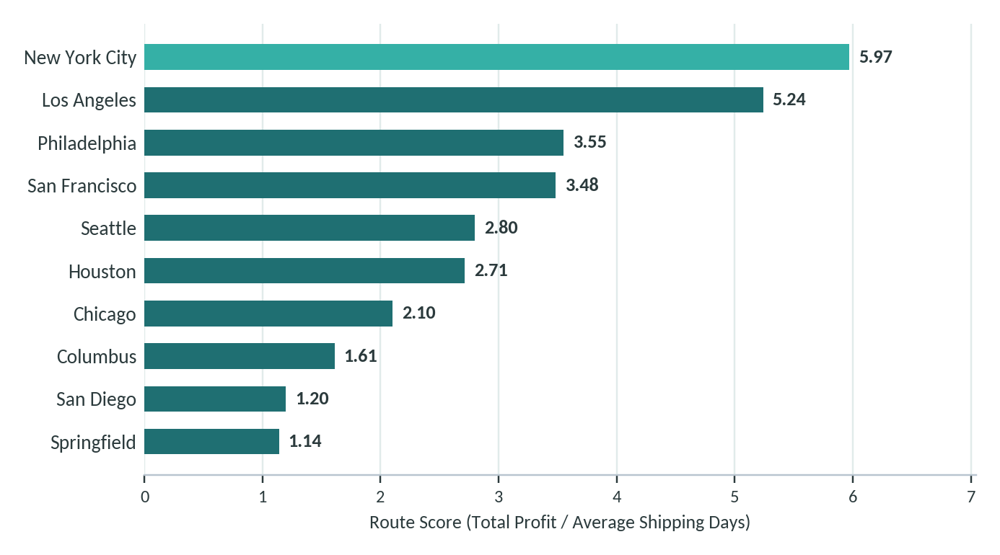 New York City 5.97
Los Angeles 5.24
Philadelphia 3.55
San Francisco 3.48
Seattle 2.80
Houston 2.71
Chicago 2.10
Columbus 1.61
San Diego 1.20
Springfield 1.14
0 1 2 3 4 5 6 7
Route Score (Total Profit / Average Shipping Days)